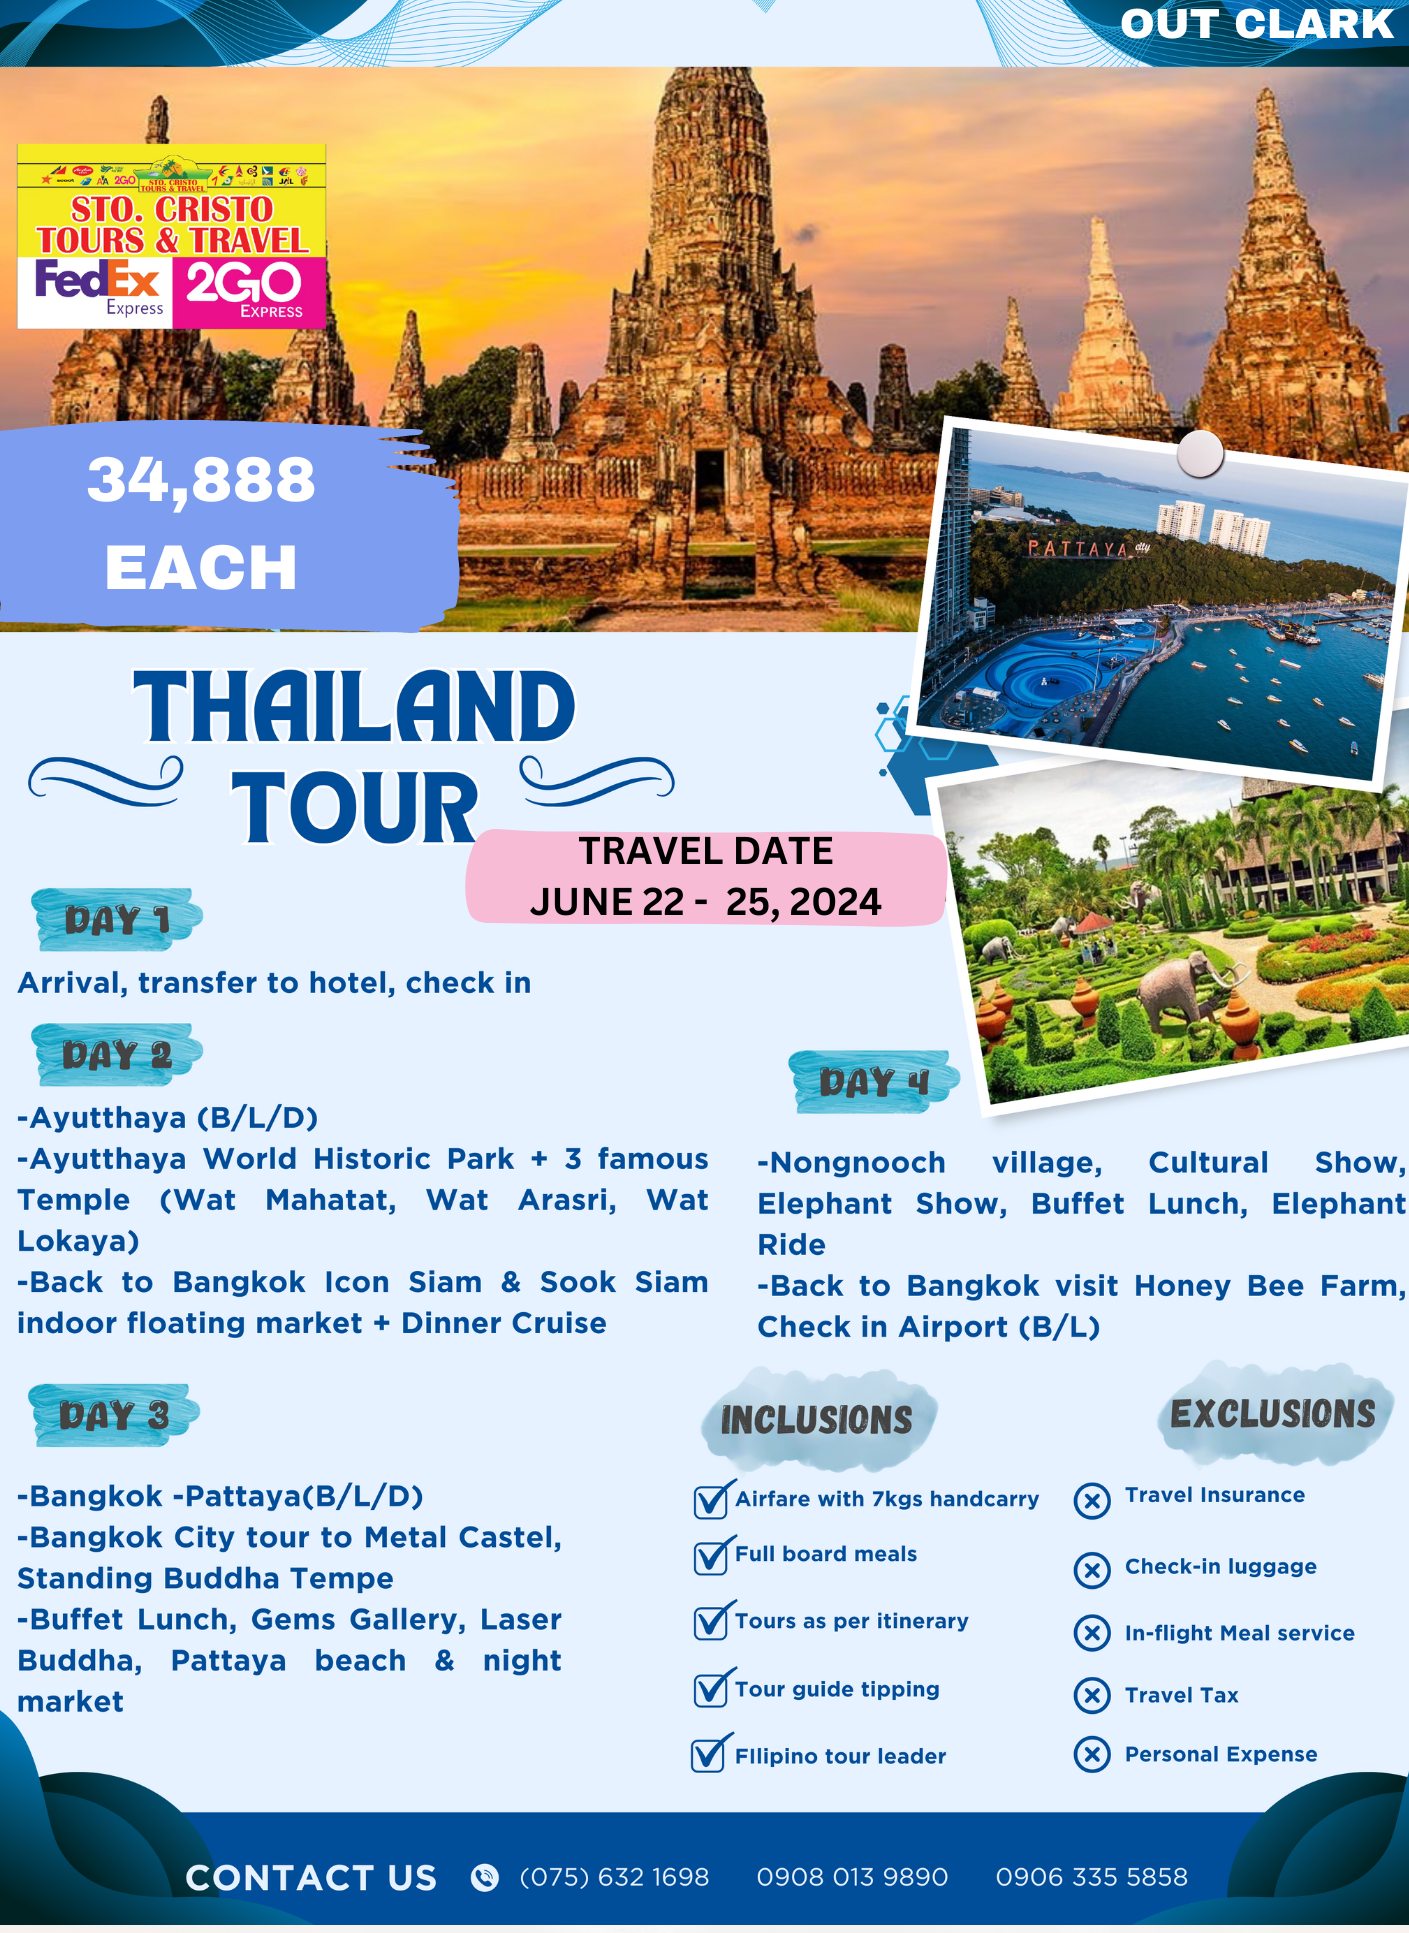 OUT CLARK
2GO
STO. CRISTO
TOURS & TRAVEL
JAL
STO. CRISTO
TOURS & TRAVEL
FedEx
Express
2GO
EXPRESS
34,888
EACH
PATTAYA city
THAILAND
TOUR
TRAVEL DATE
JUNE 22 - 25, 2024
DAY 1
Arrival, transfer to hotel, check in
DAY 2
-Ayutthaya (B/L/D)
-Ayutthaya World Historic Park + 3 famous
Temple (Wat Mahatat, Wat Arasri, Wat
Lokaya)
-Back to Bangkok Icon Siam & Sook Siam
indoor floating market + Dinner Cruise
DAY 3
-Bangkok -Pattaya(B/L/D)
-Bangkok City tour to Metal Castel,
Standing Buddha Tempe
-Buffet Lunch, Gems Gallery, Laser
Buddha, Pattaya beach & night
market
DAY 4
-Nongnooch village, Cultural Show,
Elephant Show, Buffet Lunch, Elephant
Ride
-Back to Bangkok visit Honey Bee Farm,
Check in Airport (B/L)
INCLUSIONS
Airfare with 7kgs handcarry
Full board meals
Tours as per itinerary
Tour guide tipping
FIlipino tour leader
EXCLUSIONS
Travel Insurance
Check-in luggage
In-flight Meal service
Travel Tax
Personal Expense
CONTACT US (075) 632 1698 0908 013 9890 0906 335 5858